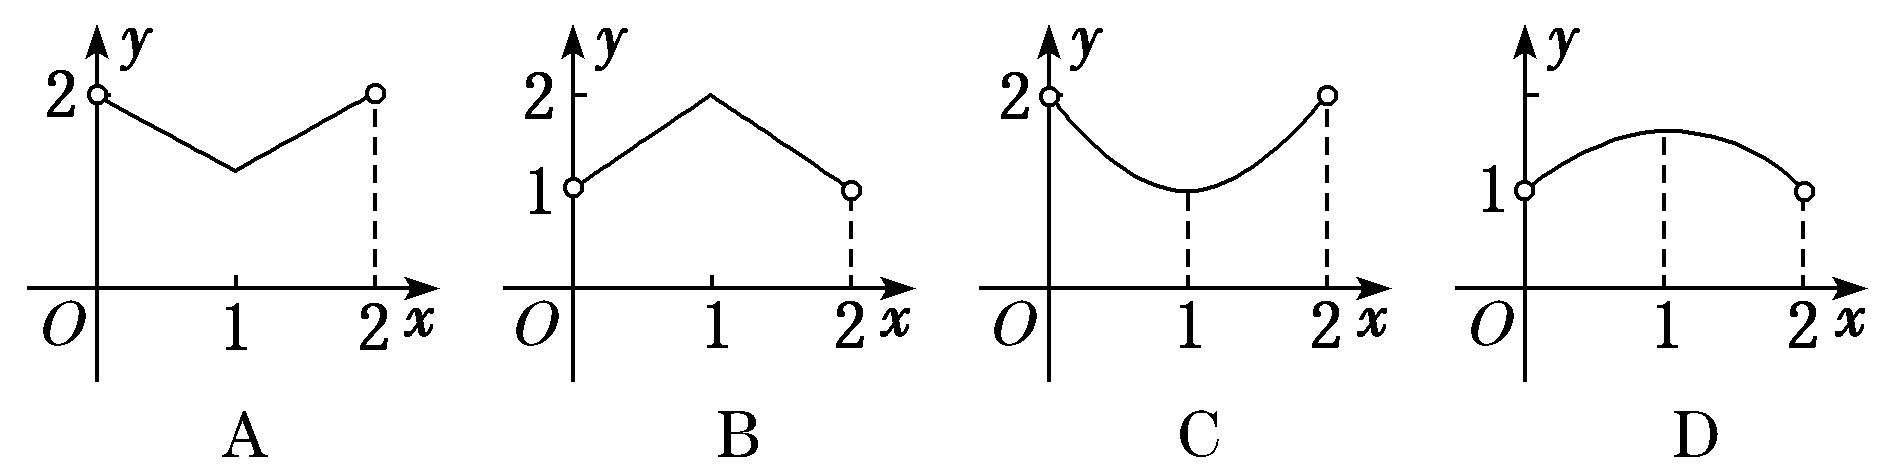 y y y y
2 2 2
1 1
O 1 2 x O 1 2 x O 1 2 x O 1 2 x
A B C D